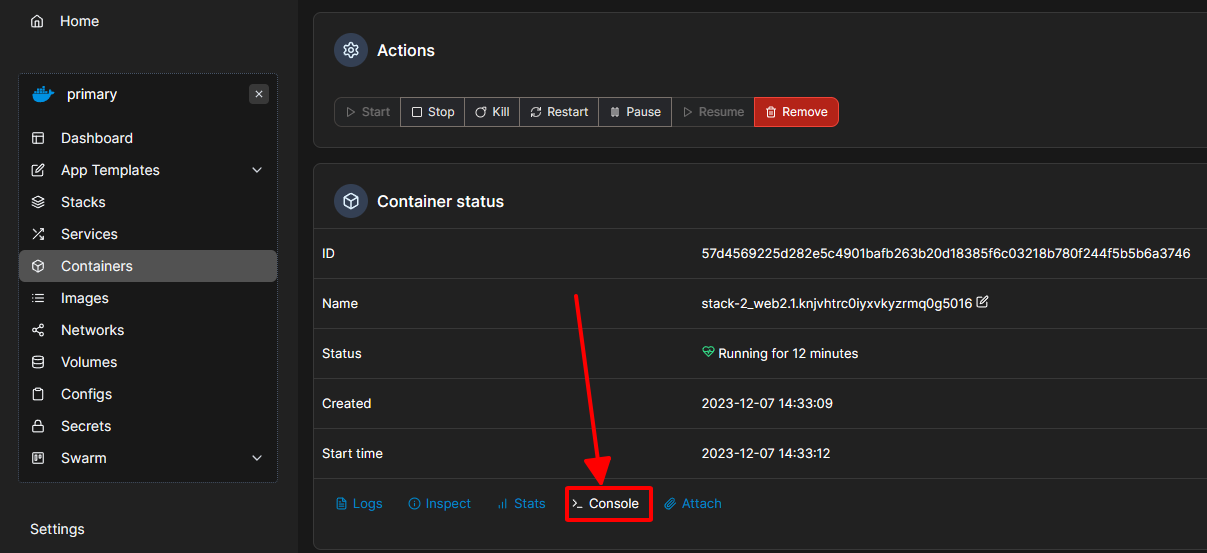 Home
primary
Dashboard
App Templates
Stacks
Services
Containers
Images
Networks
Volumes
Configs
Secrets
Swarm
Settings
Actions
Start Stop Kill Restart Pause Resume Remove
Container status
ID 57d4569225d282e5c4901bafb263b20d18385f6c03218b780f244f5b5b6a3746
Name stack-2_web2.1.knjvhtrc0iyxvkyzrmq0g5016
Status Running for 12 minutes
Created 2023-12-07 14:33:09
Start time 2023-12-07 14:33:12
Logs Inspect Stats Console Attach